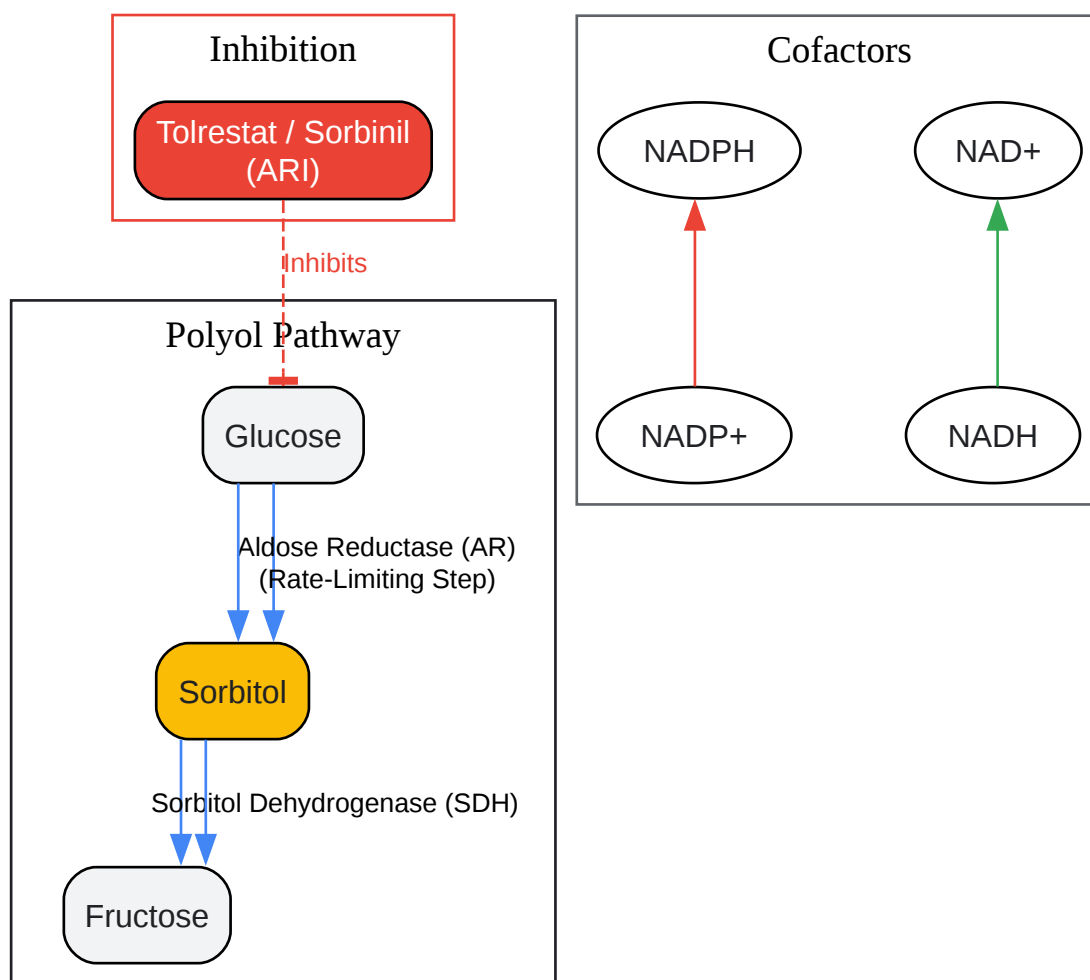 Inhibition
Tolrestat / Sorbinil
(ARI)
Inhibits
Polyol Pathway
Glucose
Aldose Reductase (AR)
(Rate-Limiting Step)
Sorbitol
Sorbitol Dehydrogenase (SDH)
Fructose
Cofactors
NADPH
NAD+
NADP+
NADH